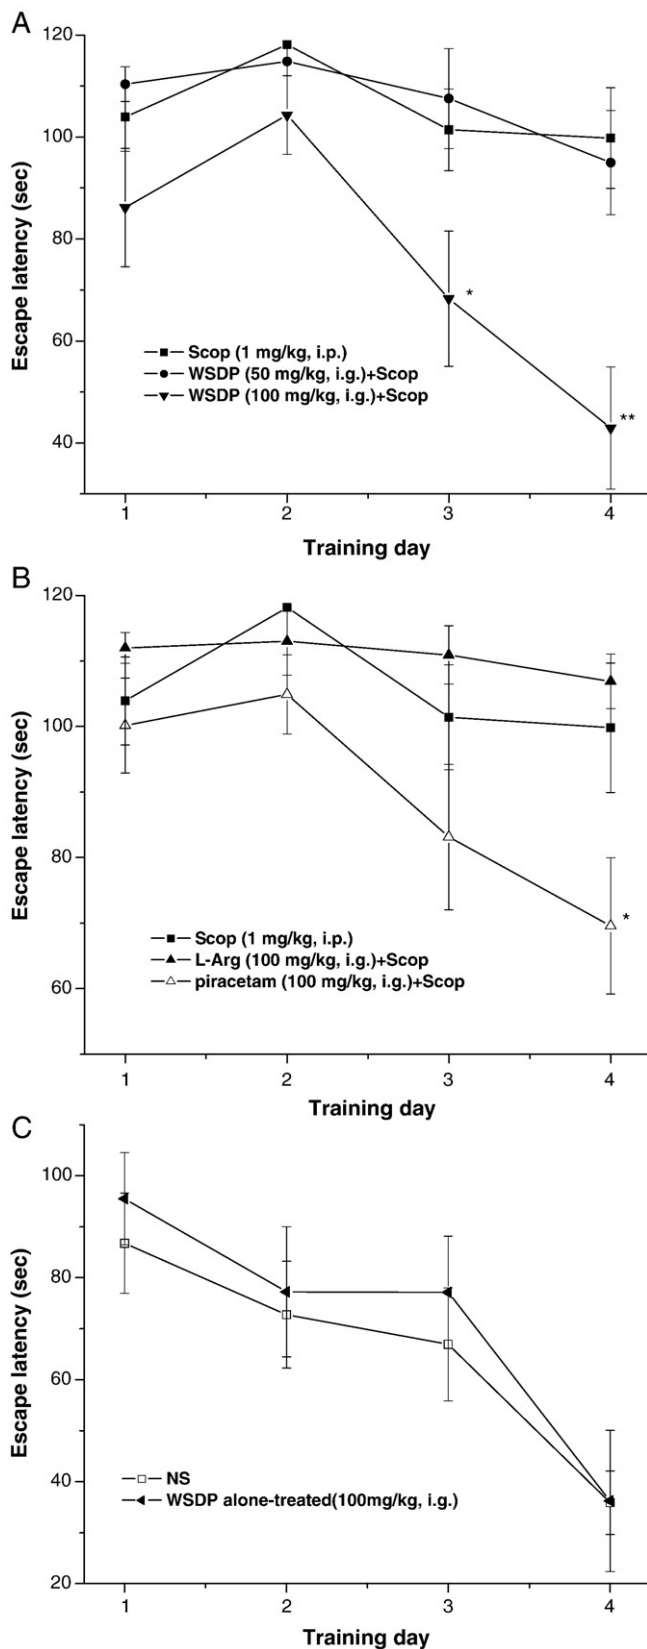 A
120
100
80
60
40
Escape latency (sec)
Scop (1 mg/kg, i.p.)
WSDP (50 mg/kg, i.g.)+Scop
WSDP (100 mg/kg, i.g.)+Scop
*
**
1 2 3 4
Training day
B
120
100
80
60
Escape latency (sec)
Scop (1 mg/kg, i.p.)
L-Arg (100 mg/kg, i.g.)+Scop
piracetam (100 mg/kg, i.g.)+Scop
*
1 2 3 4
Training day
C
100
80
60
40
20
Escape latency (sec)
NS
WSDP alone-treated(100mg/kg, i.g.)
1 2 3 4
Training day